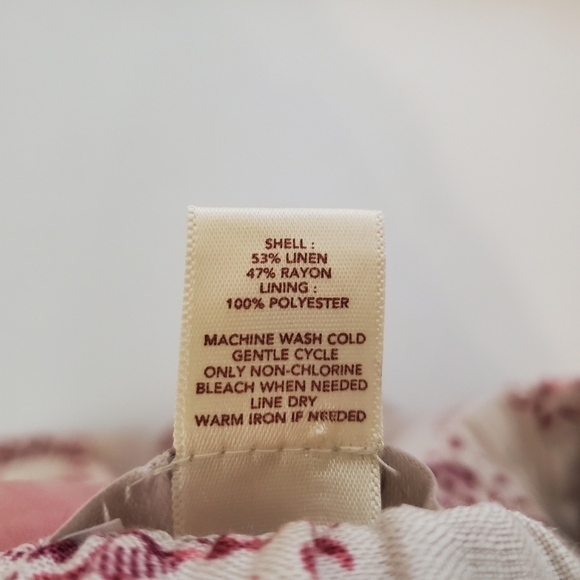 SHELL :
53% LINEN
47% RAYON
LINING :
100% POLYESTER
MACHINE WASH COLD
GENTLE CYCLE
ONLY NON-CHLORINE
BLEACH WHEN NEEDED
LINE DRY
WARM IRON IF NEEDED